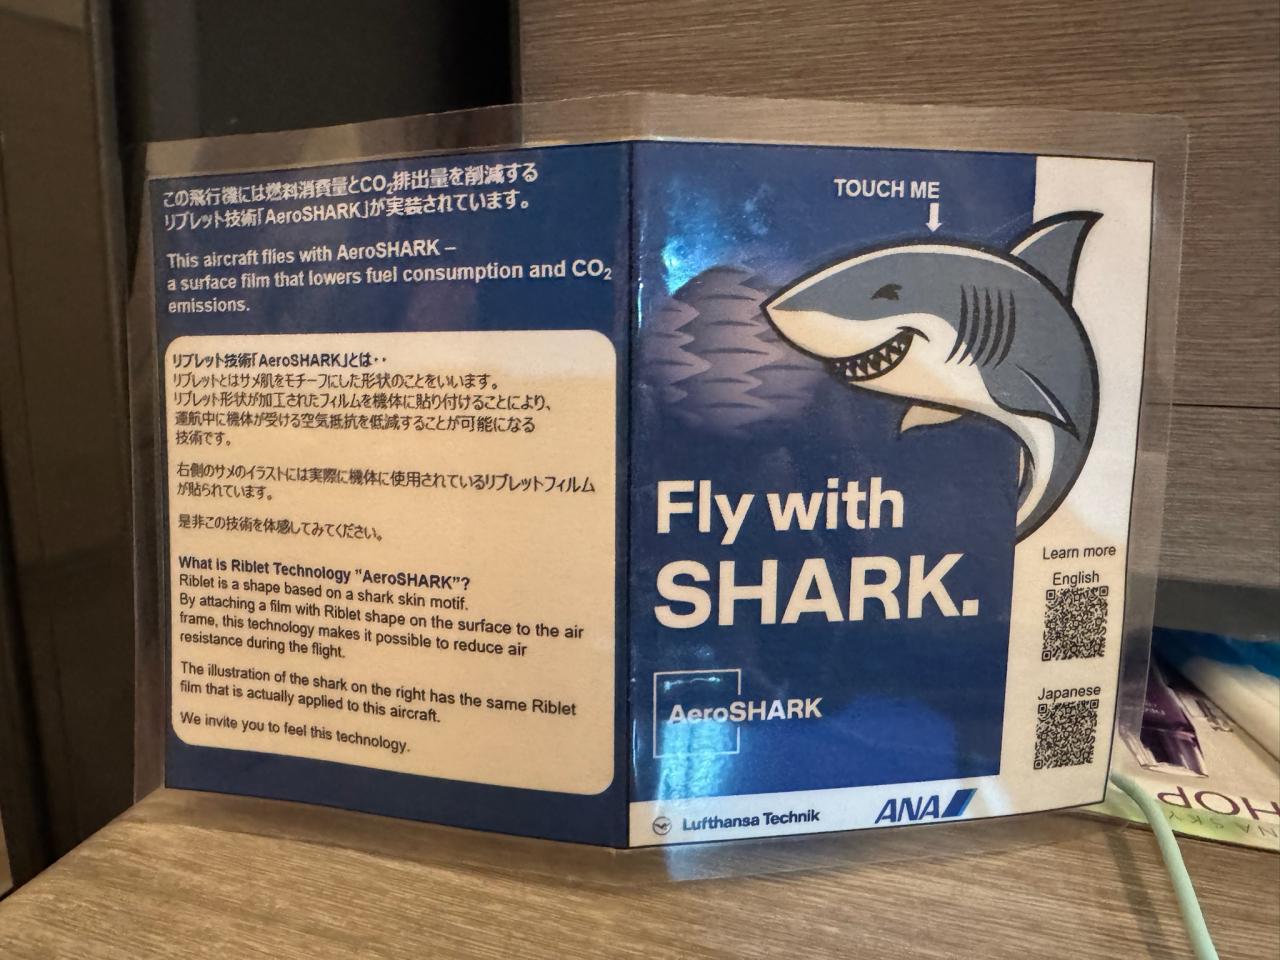 この飛行機には燃料消費量とCO2排出量を削減する
リブレット技術「AeroSHARK」が実装されています。
This aircraft flies with AeroSHARK –
a surface film that lowers fuel consumption and CO2
emissions.
リブレット技術「AeroSHARK」とは・・
リブレットとはサメ肌をモチーフにした形状のことをいいます。
リブレット形状が加工されたフィルムを機体に貼り付けることにより、
運航中に機体が受ける空気抵抗を低減することが可能になる
技術です。
右側のサメのイラストには実際に機体に使用されているリブレットフィルム
が貼られています。
是非この技術を体感してみてください。
What is Riblet Technology "AeroSHARK"?
Riblet is a shape based on a shark skin motif.
By attaching a film with Riblet shape on the surface to the air
frame, this technology makes it possible to reduce air
resistance during the flight.
The illustration of the shark on the right has the same Riblet
film that is actually applied to this aircraft.
We invite you to feel this technology.
TOUCH ME
Fly with
SHARK.
AeroSHARK
Lufthansa Technik
ANA
Learn more
English
Japanese